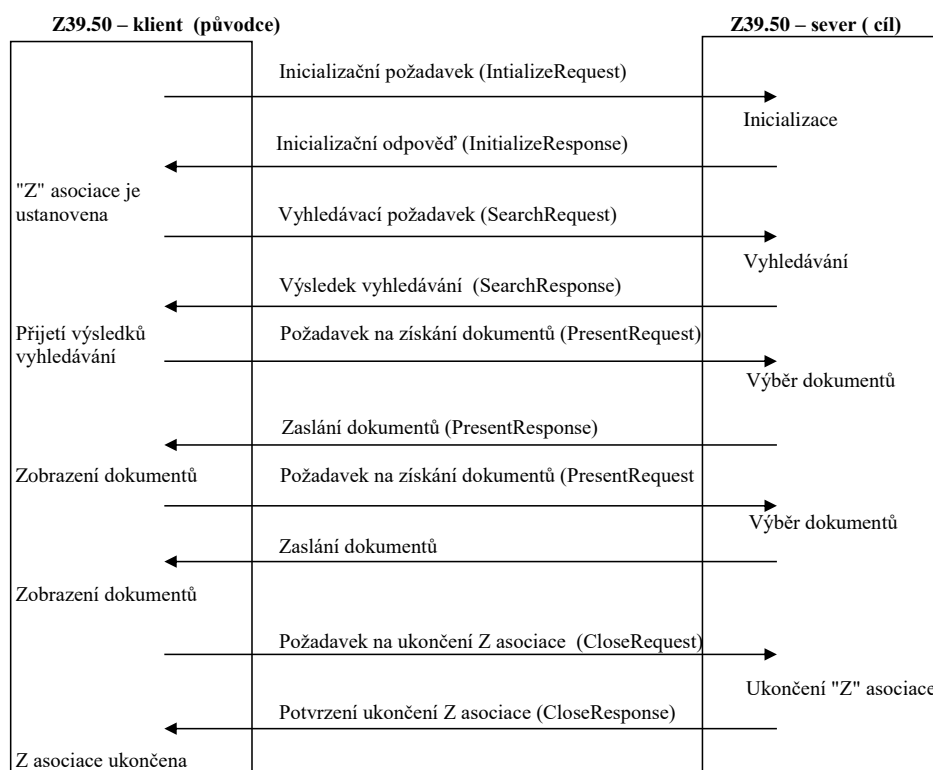 Z39.50 – klient (původce)
Z39.50 – sever ( cíl)
Inicializační požadavek (IntializeRequest)
Inicializace
Inicializační odpověď (InitializeResponse)
"Z" asociace je
ustanovena
Vyhledávací požadavek (SearchRequest)
Vyhledávání
Výsledek vyhledávání (SearchResponse)
Přijetí výsledků
vyhledávání
Požadavek na získání dokumentů (PresentRequest)
Výběr dokumentů
Zaslání dokumentů (PresentResponse)
Zobrazení dokumentů
Požadavek na získání dokumentů (PresentRequest
Výběr dokumentů
Zaslání dokumentů
Zobrazení dokumentů
Požadavek na ukončení Z asociace (CloseRequest)
Ukončení "Z" asociace
Potvrzení ukončení Z asociace (CloseResponse)
Z asociace ukončena